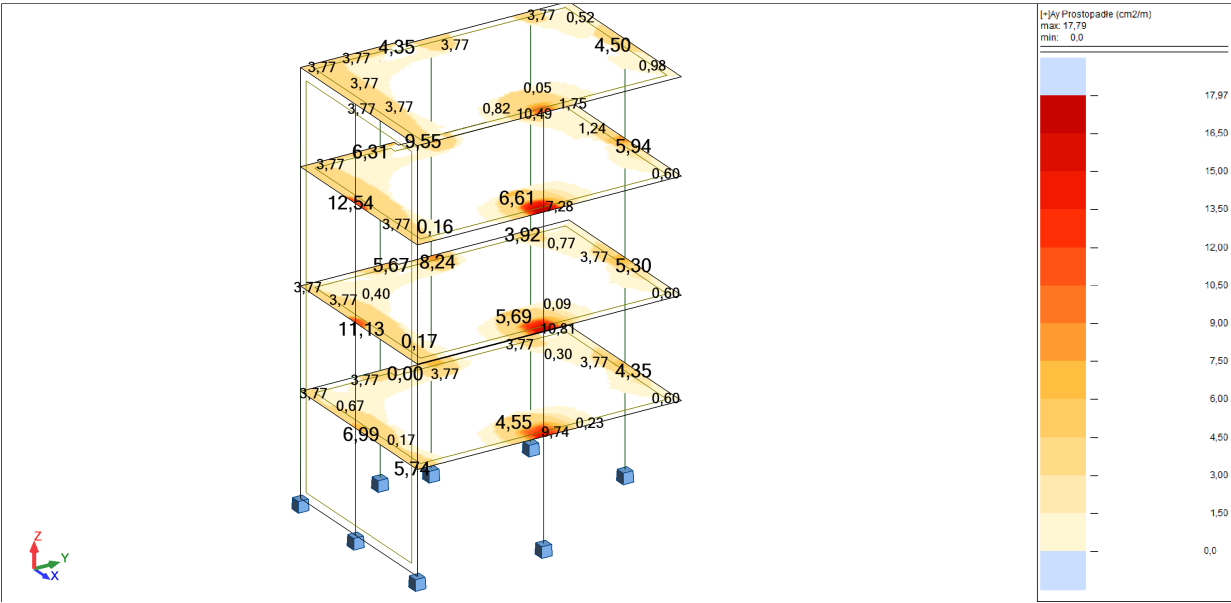 [+]Ay Prostopadłe (cm2/m)
max: 17,79
min: 0,0
17,97
16,50
15,00
13,50
12,00
10,50
9,00
7,50
6,00
4,50
3,00
1,50
0,0
3,77 0,52
4,35 3,77 4,50
3,77 3,77 0,98
3,77 0,05
3,77 3,77 0,82 10,49 1,75
1,24
9,55 5,94
6,31
3,77 0,60
12,54 6,61 7,28
3,77 0,16
3,92 0,77
3,77
5,67 8,24 5,30
3,77 3,77 0,40 0,60
0,09
11,13 5,69 10,81
0,17 3,77
0,30 3,77
3,77 0,00 3,77 4,35
3,77 0,67 0,60
4,55 9,74 0,23
6,99 0,17
5,74
Z
Y
X